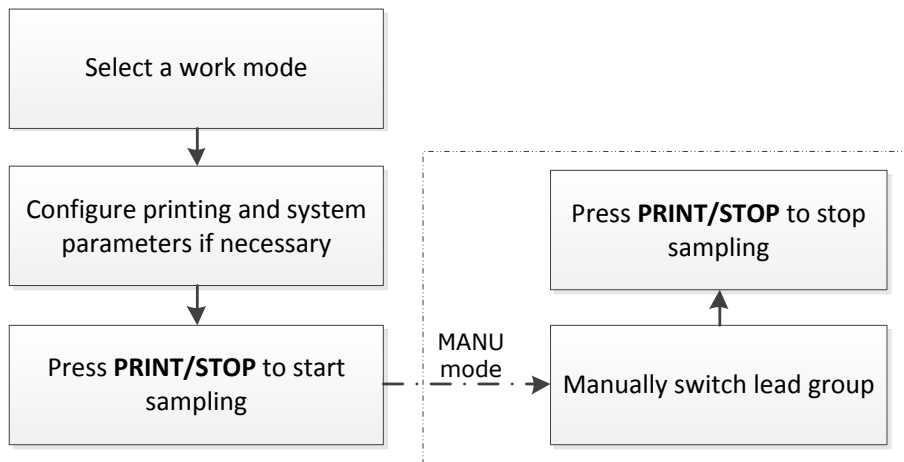 Select a work mode
Configure printing and system
parameters if necessary
Press PRINT/STOP to start
sampling
MANU
mode
Manually switch lead group
Press PRINT/STOP to stop
sampling